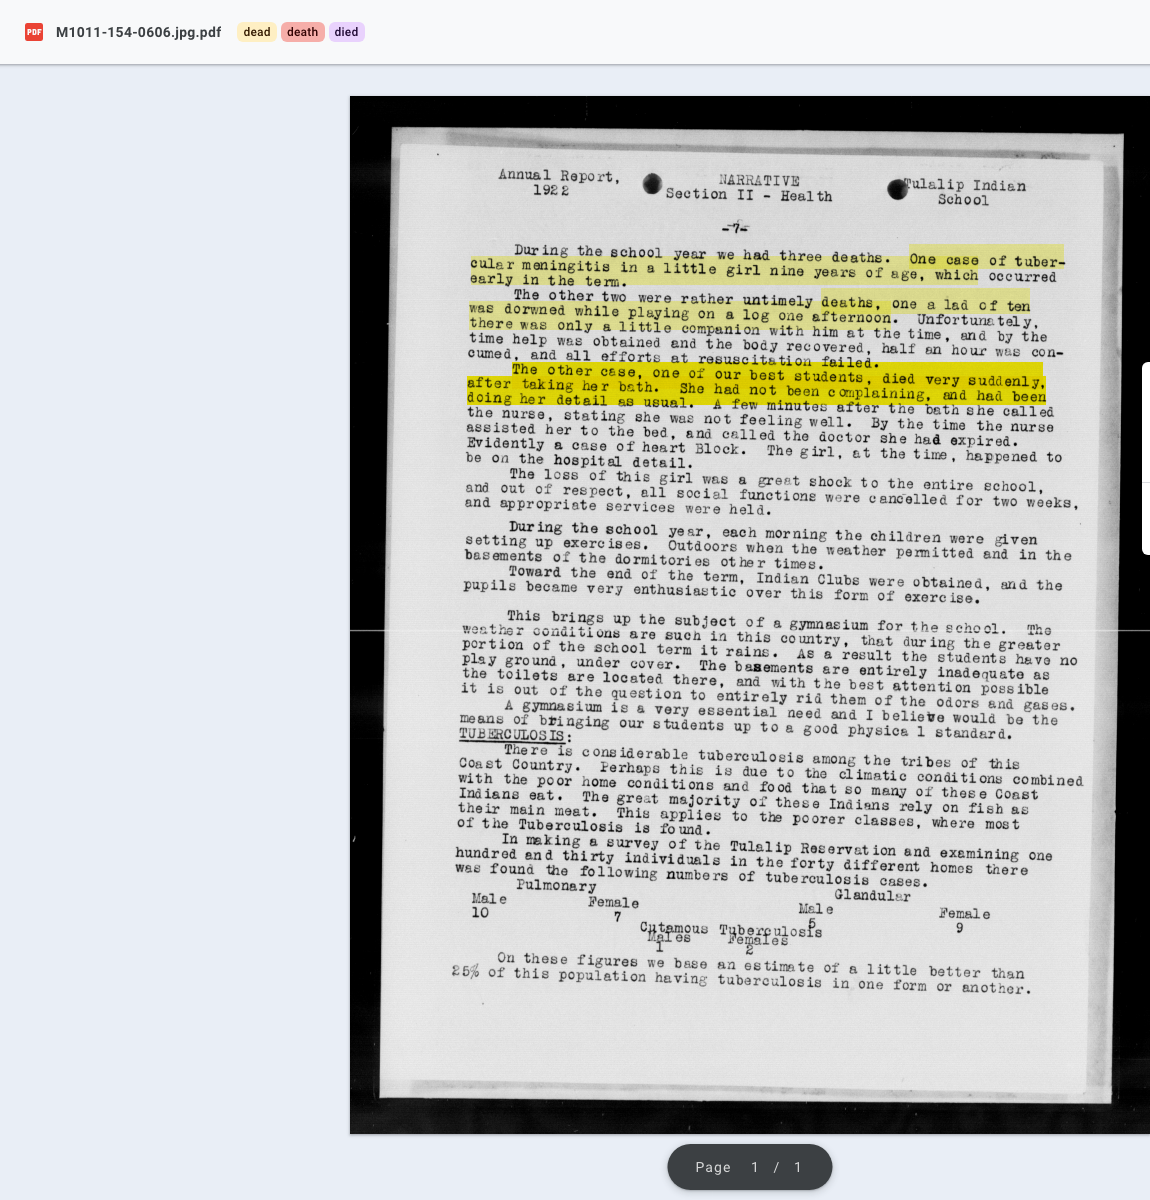 PDF M1011-154-0606.jpg.pdf dead death died
Annual Report, NARRATIVE Tulalip Indian
1922 Section II - Health School
-7-
During the school year we had three deaths. One case of tuber-
cular meningitis in a little girl nine years of age, which occurred
early in the term.
The other two were rather untimely deaths, one a lad of ten
was dorwned while playing on a log one afternoon. Unfortunately,
there was only a little companion with him at the time, and by the
time help was obtained and the body recovered, half an hour was con-
cumed, and all efforts at resuscitation failed.
The other case, one of our best students, died very suddenly,
after taking her bath. She had not been complaining, and had been
doing her detail as usual. A few minutes after the bath she called
the nurse, stating she was not feeling well. By the time the nurse
assisted her to the bed, and called the doctor she had expired.
Evidently a case of heart Block. The girl, at the time, happened to
be on the hospital detail.
The loss of this girl was a great shock to the entire school,
and out of respect, all social functions were cancelled for two weeks,
and appropriate services were held.
During the school year, each morning the children were given
setting up exercises. Outdoors when the weather permitted and in the
basements of the dormitories other times.
Toward the end of the term, Indian Clubs were obtained, and the
pupils became very enthusiastic over this form of exercise.
This brings up the subject of a gymnasium for the school. The
weather conditions are such in this country, that during the greater
portion of the school term it rains. As a result the students have no
play ground, under cover. The basements are entirely inadequate as
the toilets are located there, and with the best attention possible
it is out of the question to entirely rid them of the odors and gases.
A gymnasium is a very essential need and I believe would be the
means of bringing our students up to a good physica l standard.
TUBERCULOSIS:
There is considerable tuberculosis among the tribes of this
Coast Country. Perhaps this is due to the climatic conditions combined
with the poor home conditions and food that so many of these Coast
Indians eat. The great majority of these Indians rely on fish as
their main meat. This applies to the poorer classes, where most
of the Tuberculosis is found.
In making a survey of the Tulalip Reservation and examining one
hundred and thirty individuals in the forty different homes there
was found the following numbers of tuberculosis cases.
Pulmonary Glandular
Male Female Male Female
10 7 5 9
Cutamous Tuberculosis
Males Females
1 2
On these figures we base an estimate of a little better than
25% of this population having tuberculosis in one form or another.
Page 1 / 1